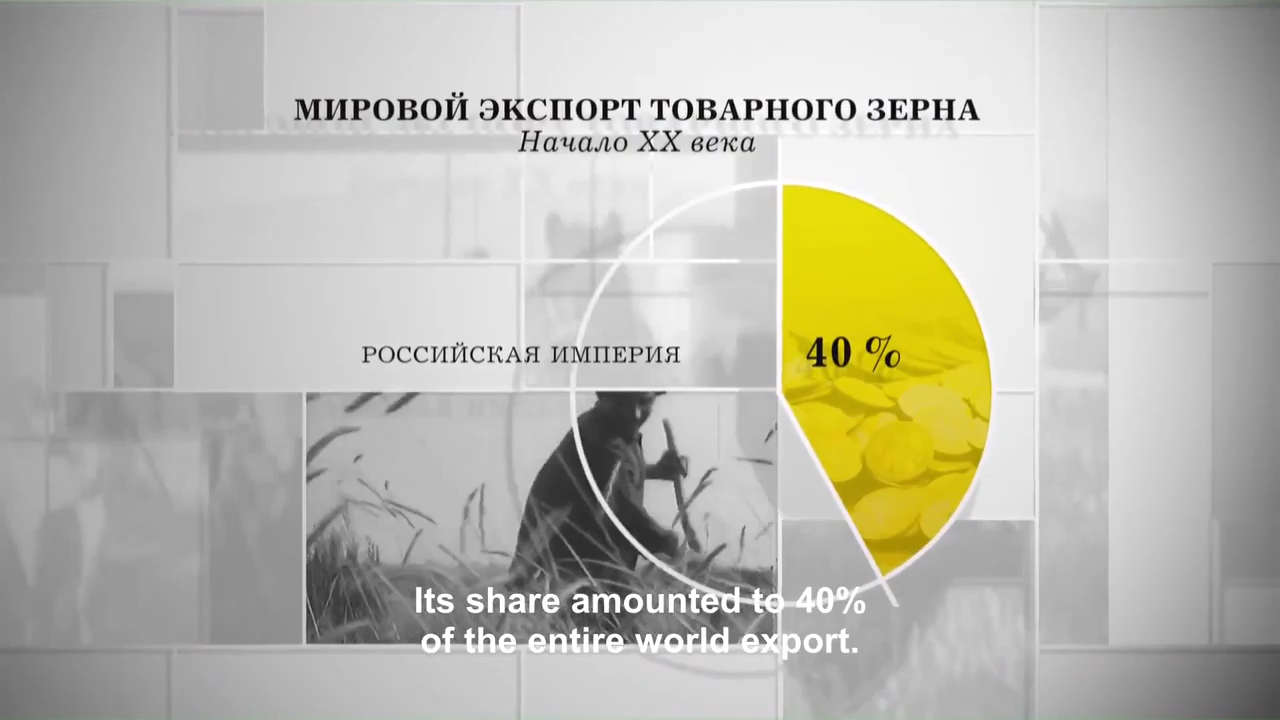 МИРОВОЙ ЭКСПОРТ ТОВАРНОГО ЗЕРНА
Начало XX века
РОССИЙСКАЯ ИМПЕРИЯ
40 %
Its share amounted to 40%
of the entire world export.